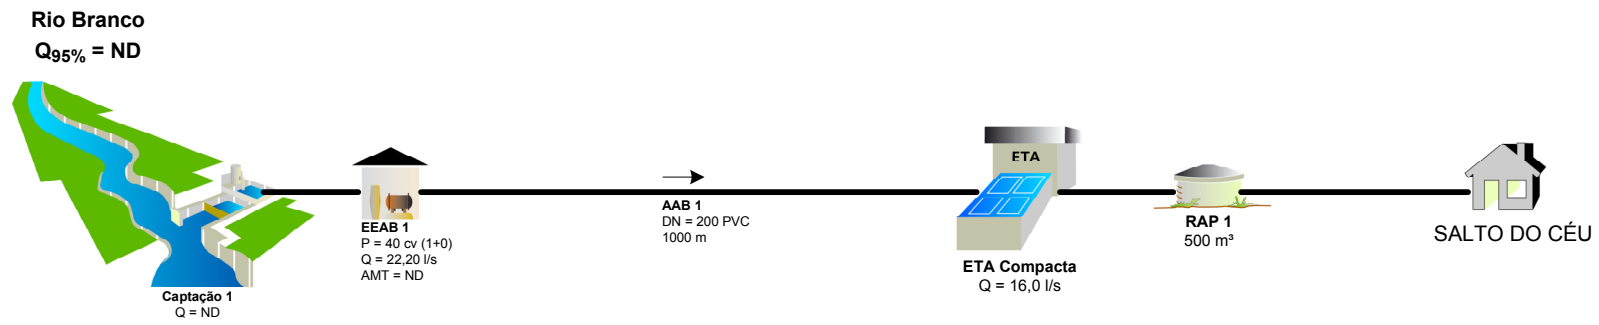 Rio Branco
Q95% = ND
Captação 1
Q = ND
EEAB 1
P = 40 cv (1+0)
Q = 22,20 l/s
AMT = ND
AAB 1
DN = 200 PVC
1000 m
ETA
ETA Compacta
Q = 16,0 l/s
RAP 1
500 m³
SALTO DO CÉU